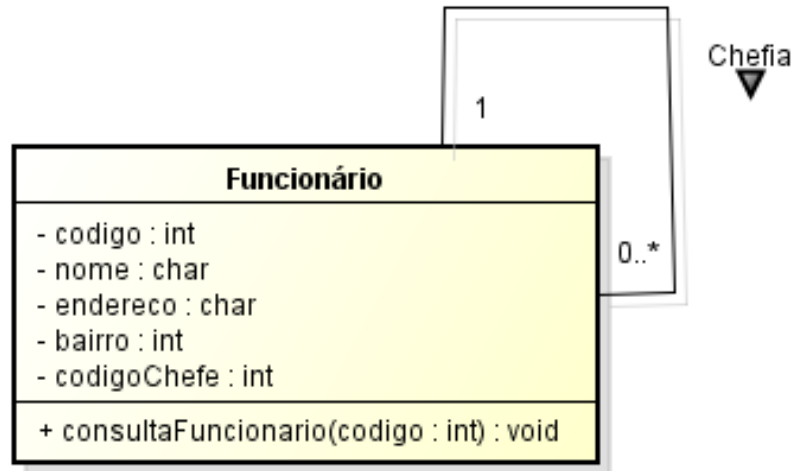 Chefia
1
Funcionário
- codigo : int
- nome : char
- endereco : char
- bairro : int
- codigoChefe : int
0..*
+ consultaFuncionario(codigo : int) : void